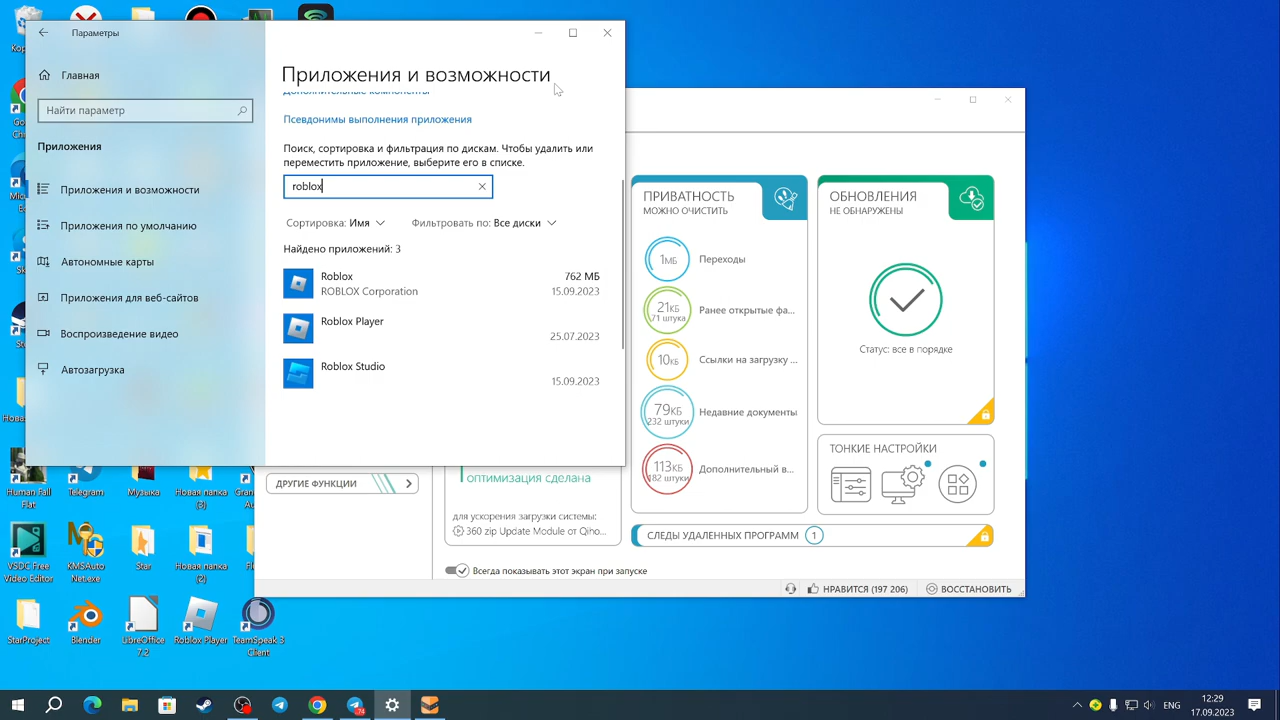 Параметры
Главная
Найти параметр
Приложения
Приложения и возможности
Приложения по умолчанию
Автономные карты
Приложения для веб-сайтов
Воспроизведение видео
Автозагрузка
Приложения и возможности
Дополнительные компоненты
Псевдонимы выполнения приложения
Поиск, сортировка и фильтрация по дискам. Чтобы удалить или
переместить приложение, выберите его в списке.
roblox
Сортировка: Имя
Фильтровать по: Все диски
Найдено приложений: 3
Roblox
762 МБ
ROBLOX Corporation
15.09.2023
Roblox Player
25.07.2023
Roblox Studio
15.09.2023
ПРИВАТНОСТЬ
МОЖНО ОЧИСТИТЬ
1МБ
Переходы
21КБ
71 штука
Ранее открытые фа...
10КБ
Ссылки на загрузку ...
79КБ
232 штуки
Недавние документы
113КБ
182 штуки
Дополнительный в...
ОБНОВЛЕНИЯ
НЕ ОБНАРУЖЕНЫ
Статус: все в порядке
ТОНКИЕ НАСТРОЙКИ
ДРУГИЕ ФУНКЦИИ
оптимизация сделана
для ускорения загрузки системы:
360 zip Update Module от Qiho...
СЛЕДЫ УДАЛЕННЫХ ПРОГРАММ 1
Всегда показывать этот экран при запуске
НРАВИТСЯ (197 206)
ВОССТАНОВИТЬ
Human Fall
Flat
Telegram
Музыка
Новая папка
(3)
VSDC Free
Video Editor
KMSAuto
Net.exe
Star
Новая папка
(2)
StarProject
Blender
LibreOffice
7.2
Roblox Player
TeamSpeak 3
Client
74
ENG
12:29
17.09.2023